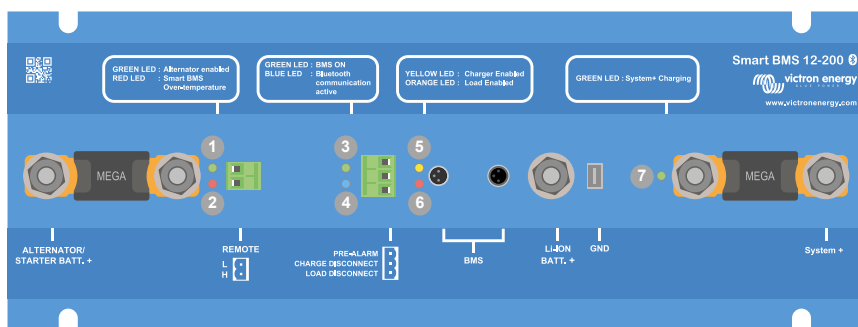 GREEN LED : Alternator enabled
RED LED : Smart BMS
Over-temperature
GREEN LED : BMS ON
BLUE LED : Bluetooth
communication
active
YELLOW LED : Charger Enabled
ORANGE LED : Load Enabled
GREEN LED : System+ Charging
Smart BMS 12-200
victron energy
BLUE POWER
www.victronenergy.com
1
3
5
MEGA
7
MEGA
2
4
6
ALTERNATOR/
STARTER BATT. +
REMOTE
L
H
PRE-ALARM
CHARGE DISCONNECT
LOAD DISCONNECT
BMS
LI-ION
BATT. +
GND
System +